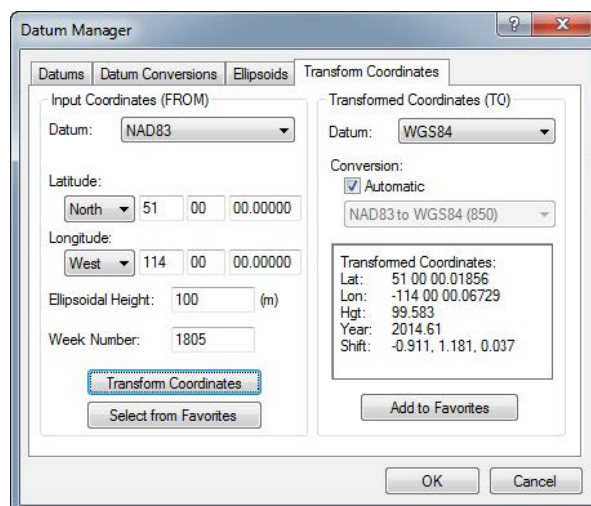 Datum Manager
?
X
Datums Datum Conversions Ellipsoids Transform Coordinates
Input Coordinates (FROM)
Datum: NAD83
Latitude:
North 51 00 00.00000
Longitude:
West 114 00 00.00000
Ellipsoidal Height: 100 (m)
Week Number: 1805
Transform Coordinates
Select from Favorites
Transformed Coordinates (TO)
Datum: WGS84
Conversion:
Automatic
NAD83 to WGS84 (850)
Transformed Coordinates:
Lat: 51 00 00.01856
Lon: -114 00 00.06729
Hgt: 99.583
Year: 2014.61
Shift: -0.911, 1.181, 0.037
Add to Favorites
OK Cancel